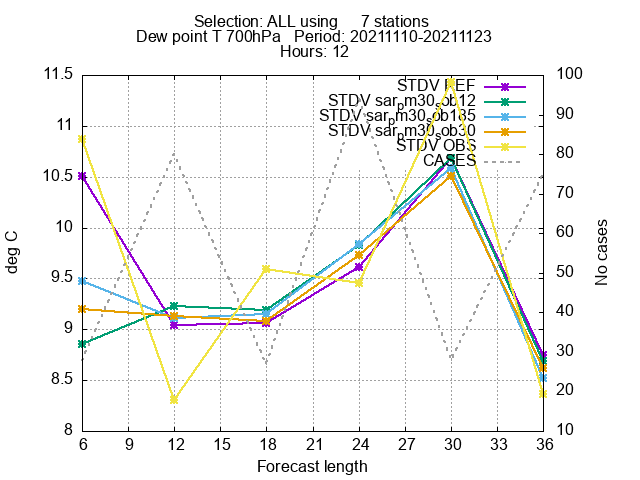 Selection: ALL using 7 stations
Dew point T 700hPa Period: 20211110-20211123
Hours: 12
11.5
11
10.5
10
9.5
9
8.5
8
100
90
80
70
60
50
40
30
20
10
6 9 12 15 18 21 24 27 30 33 36
deg C
No cases
Forecast length
STDV REF
STDV sar_pm30_sob12
STDV sar_pm30_sob185
STDV sar_pm30_sob30
STDV OBS
CASES